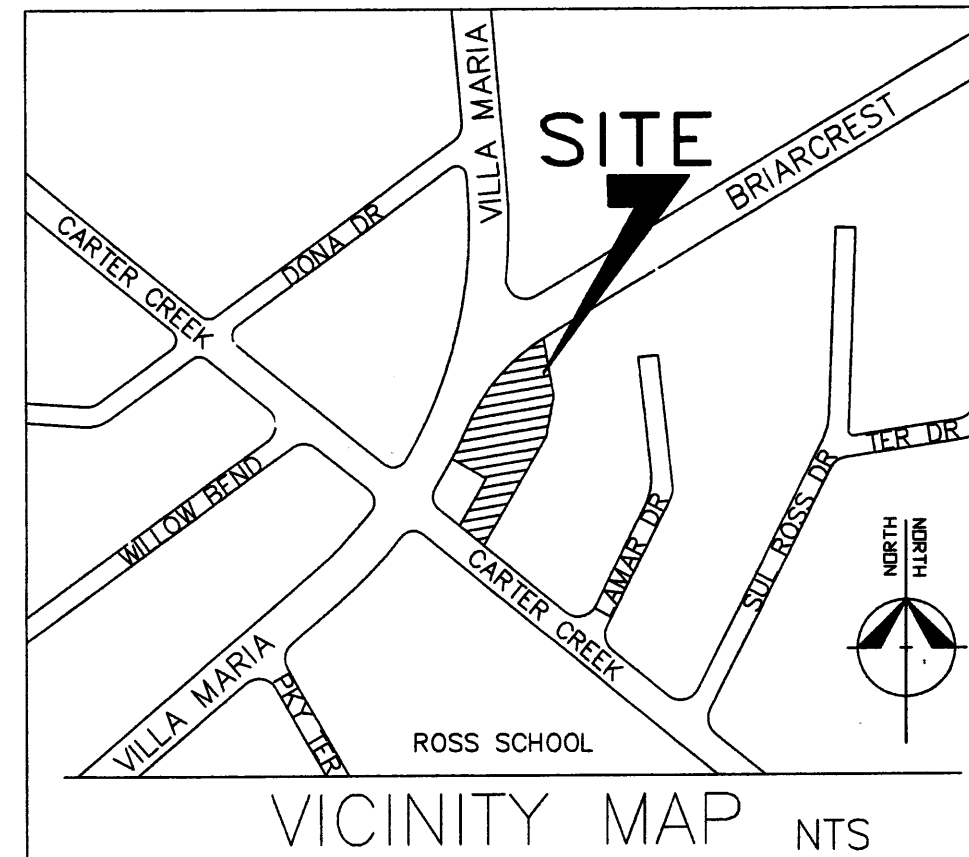 VILLA MARIA
SITE
BRIARCREST
CARTER CREEK
DONA DR
WILLOW BEND
LAMAR DR
SUL ROSS DR
TER DR
NORTH
NORTH
CARTER CREEK
VILLA MARIA
PKY TER
ROSS SCHOOL
VICINITY MAP NTS